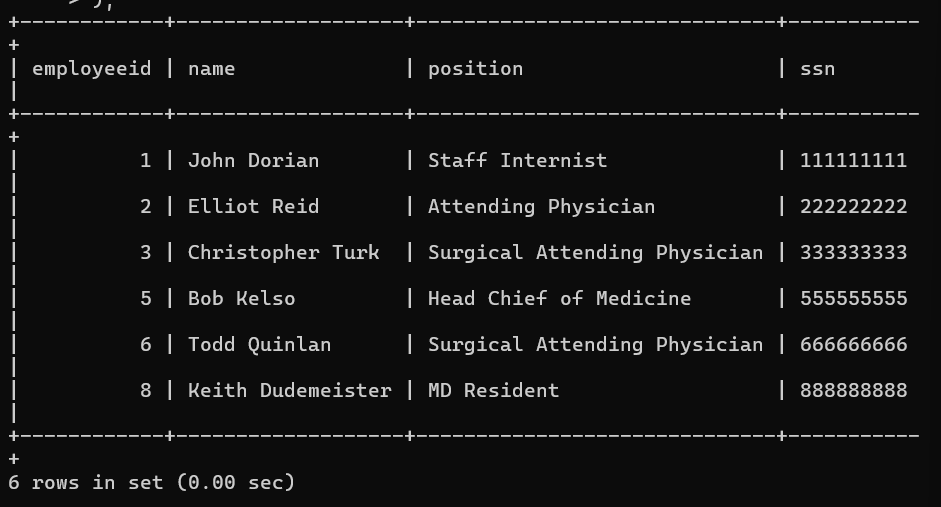 > );
+------------+-------------------+------------------------------+-----------
+
| employeeid | name              | position                     | ssn
|
+------------+-------------------+------------------------------+-----------
+
|          1 | John Dorian       | Staff Internist              | 111111111
|
|          2 | Elliot Reid       | Attending Physician          | 222222222
|
|          3 | Christopher Turk  | Surgical Attending Physician | 333333333
|
|          5 | Bob Kelso         | Head Chief of Medicine       | 555555555
|
|          6 | Todd Quinlan      | Surgical Attending Physician | 666666666
|
|          8 | Keith Dudemeister | MD Resident                  | 888888888
|
+------------+-------------------+------------------------------+-----------
+
6 rows in set (0.00 sec)